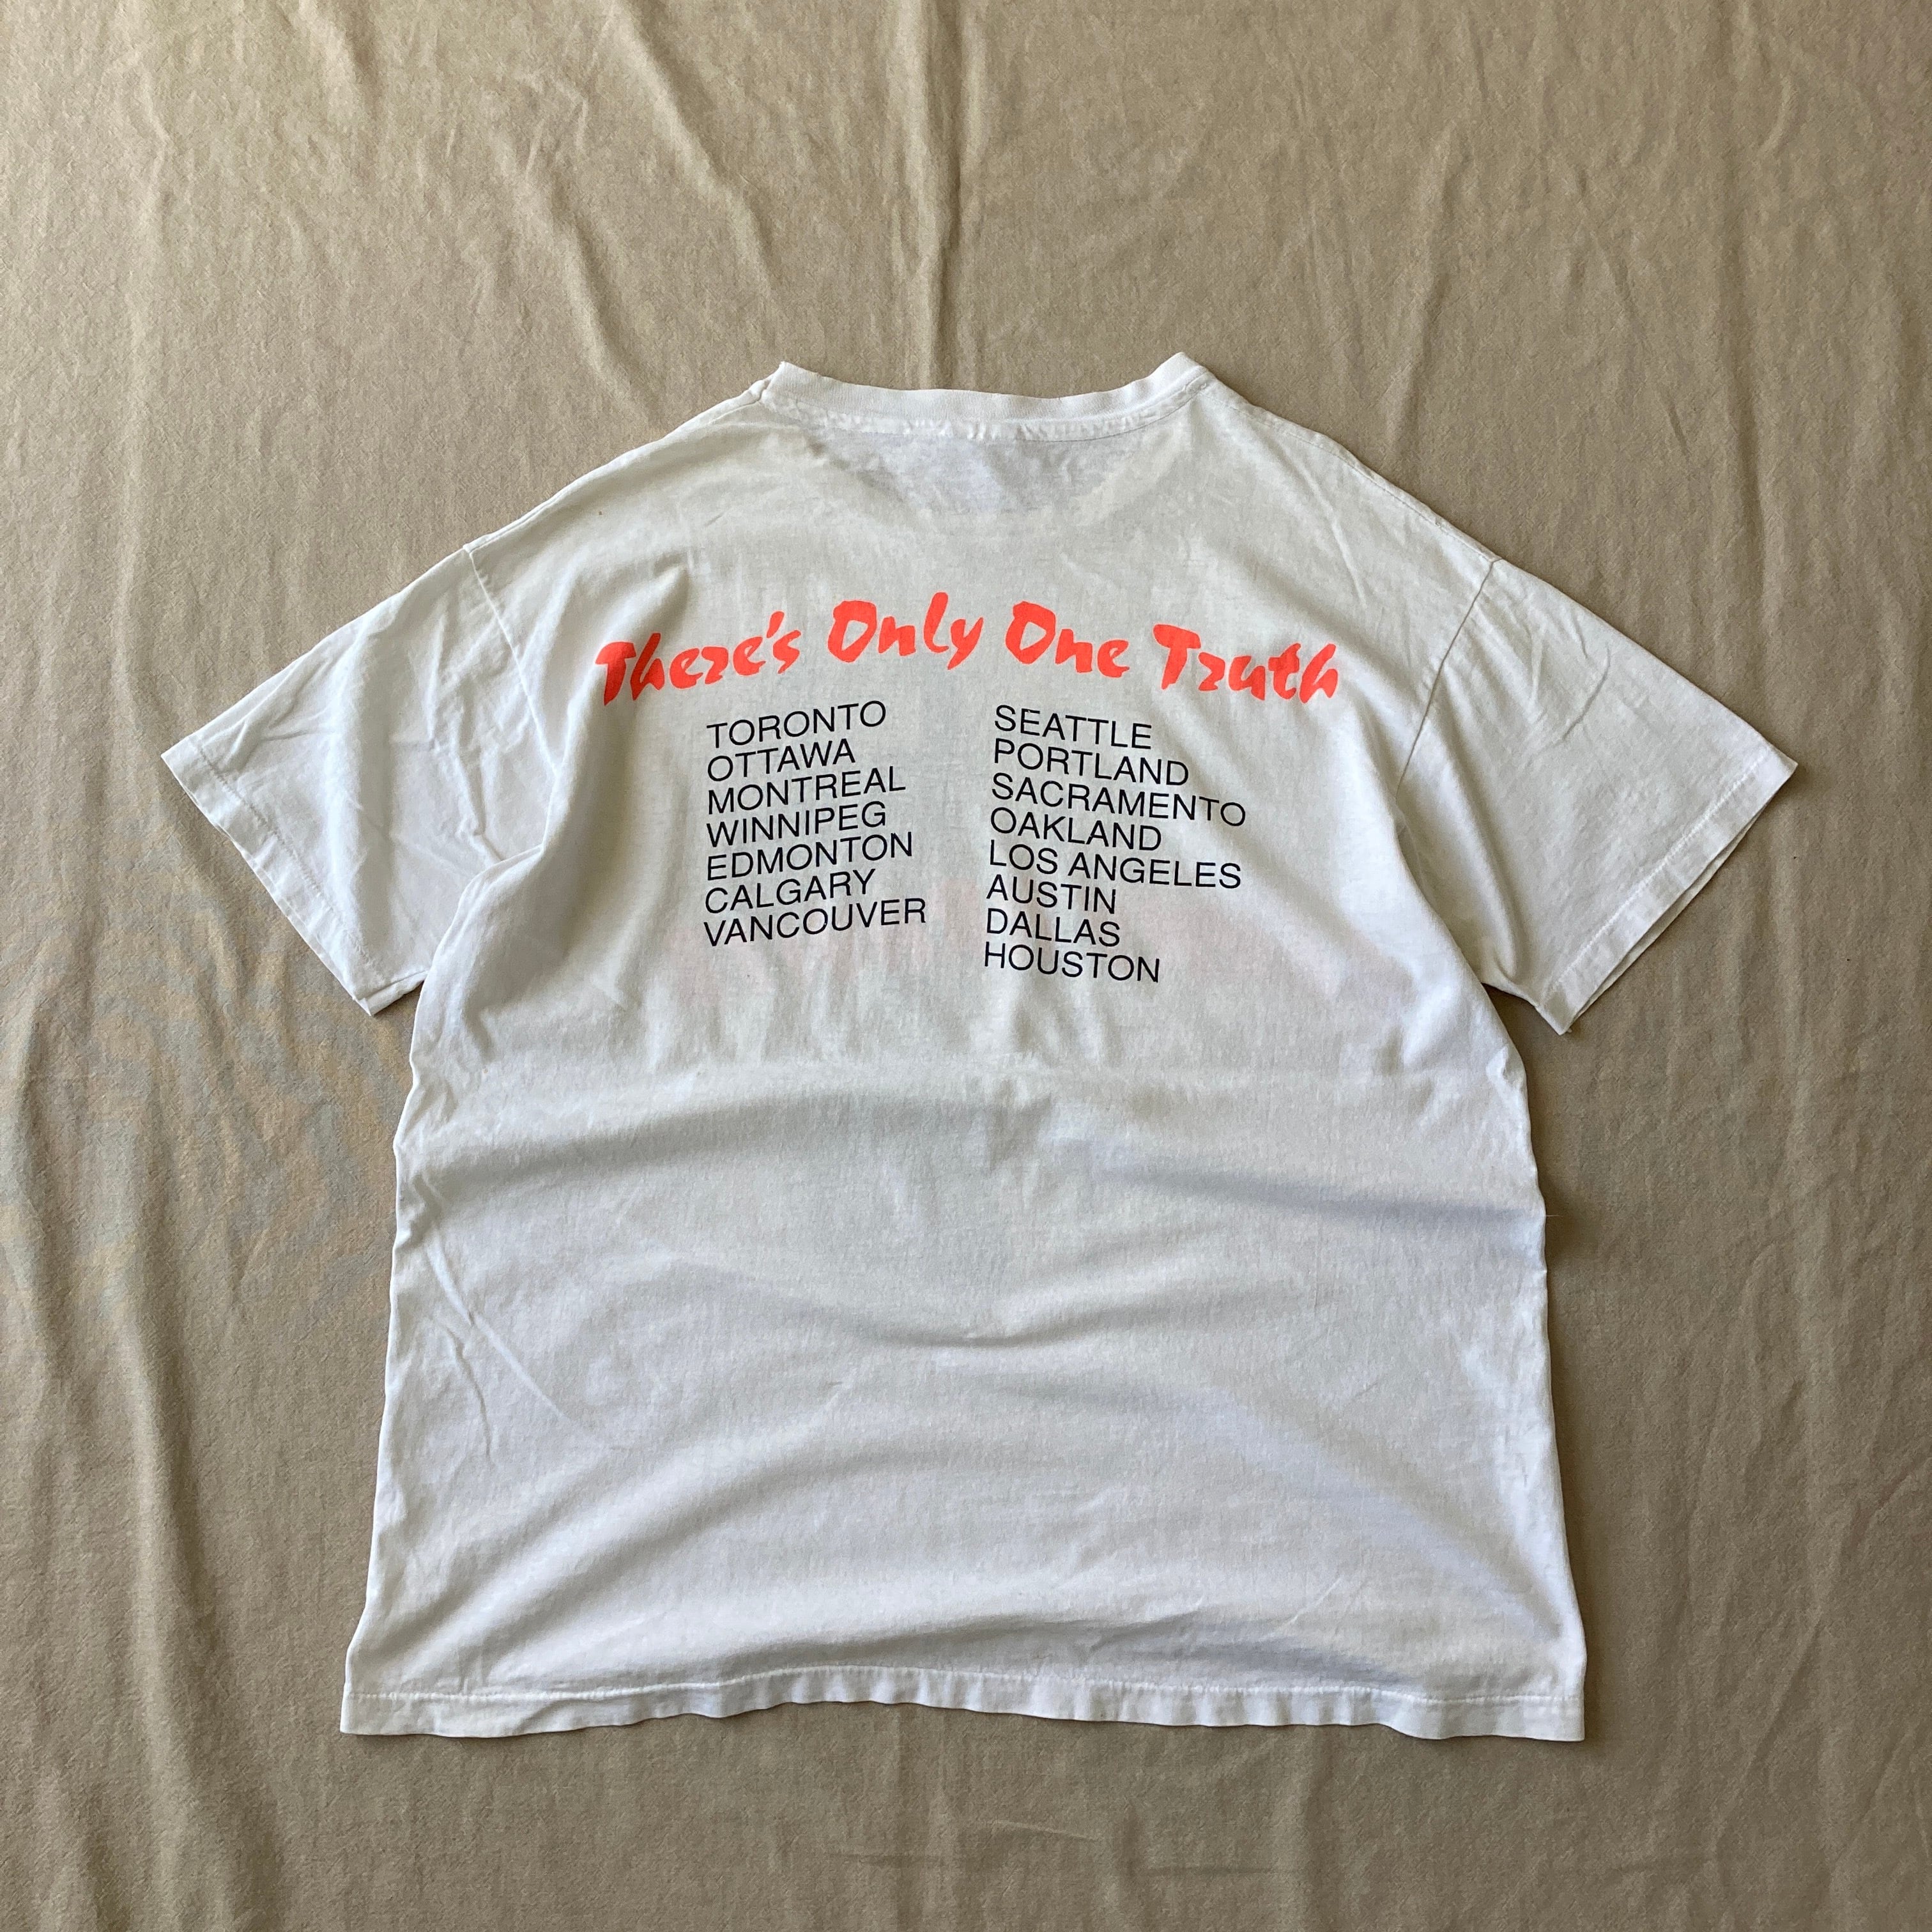 There's Only One Truth
TORONTO
OTTAWA
MONTREAL
WINNIPEG
EDMONTON
CALGARY
VANCOUVER
SEATTLE
PORTLAND
SACRAMENTO
OAKLAND
LOS ANGELES
AUSTIN
DALLAS
HOUSTON